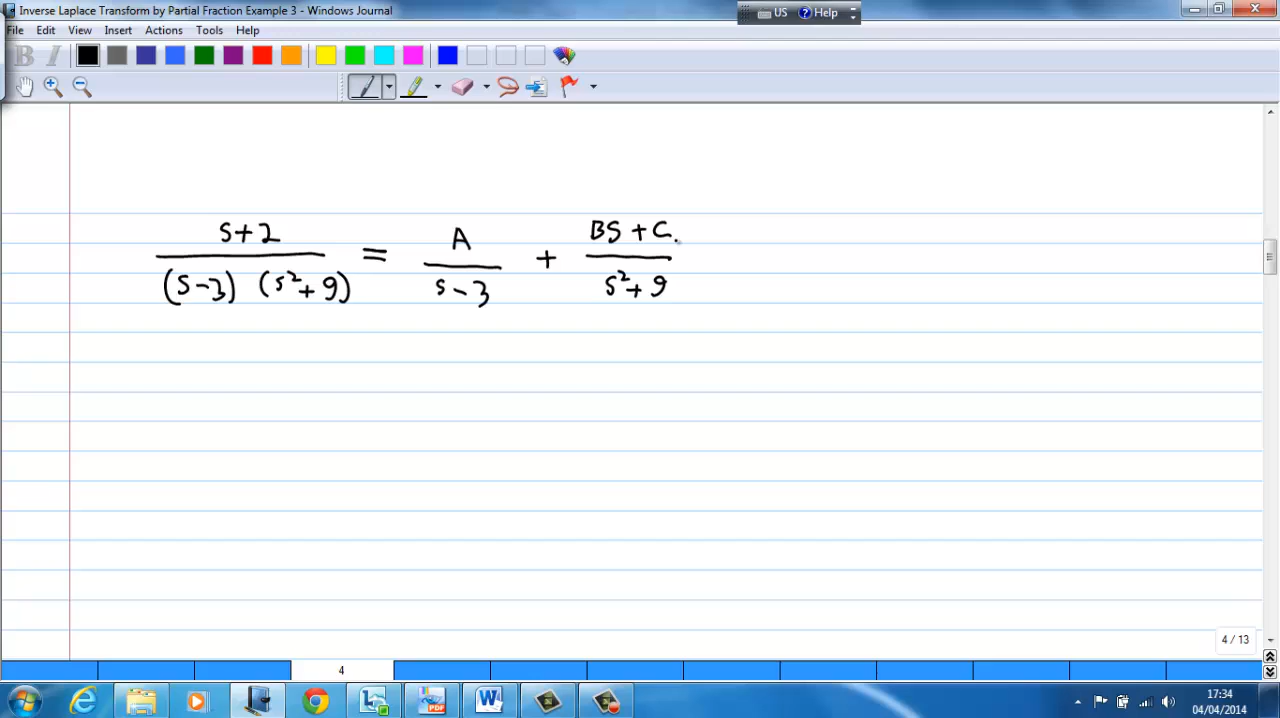 Inverse Laplace Transform by Partial Fraction Example 3 - Windows Journal
US Help
File Edit View Insert Actions Tools Help
B I
S+2 / (S-3) (s²+9) = A / s-3 + BS+C. / s²+9
4 / 13
4
17:34
04/04/2014